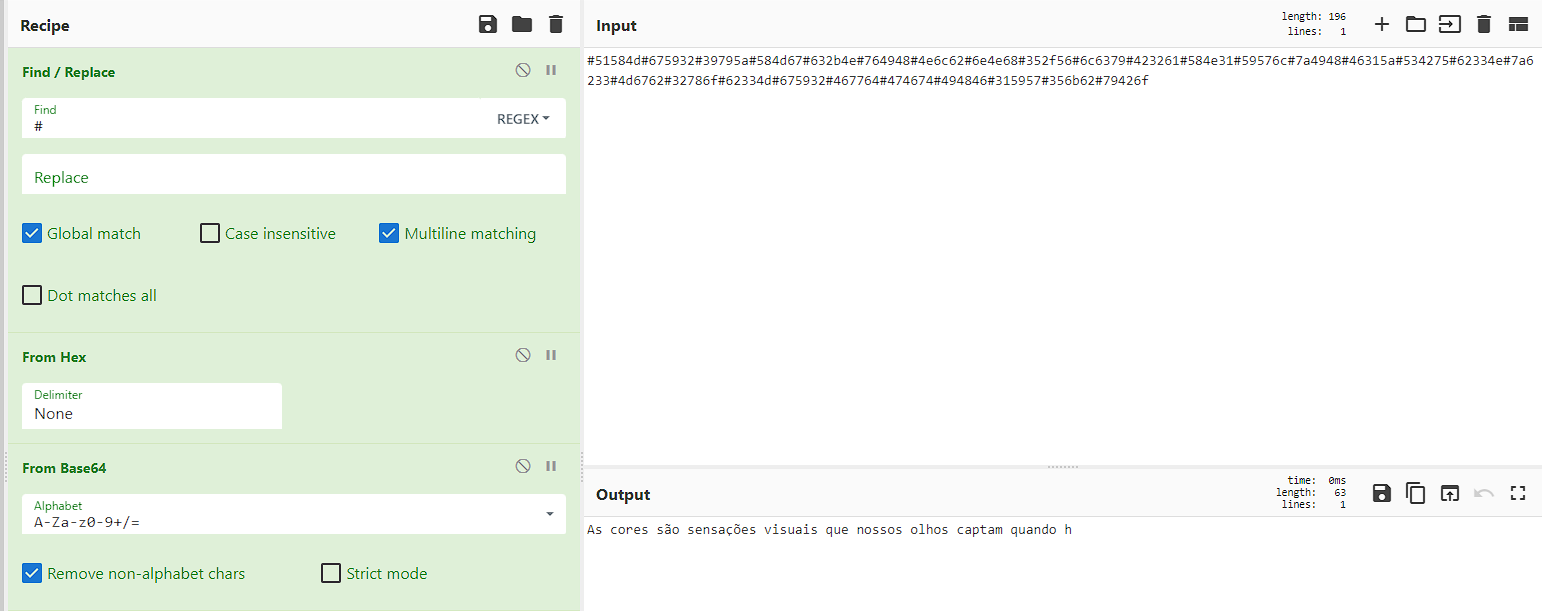 Recipe
Find / Replace
Find
#
REGEX
Replace
Global match
Case insensitive
Multiline matching
Dot matches all
From Hex
Delimiter
None
From Base64
Alphabet
A-Za-z0-9+/=
Remove non-alphabet chars
Strict mode
Input
length: 196
lines: 1
#51584d#675932#39795a#584d67#632b4e#764948#4e6c62#6e4e68#352f56#6c6379#423261#584e31#59576c#7a4948#46315a#534275#62334e#7a6
233#4d6762#32786f#62334d#675932#467764#474674#494846#315957#356b62#79426f
Output
time: 0ms
length: 63
lines: 1
As cores são sensações visuais que nossos olhos captam quando h